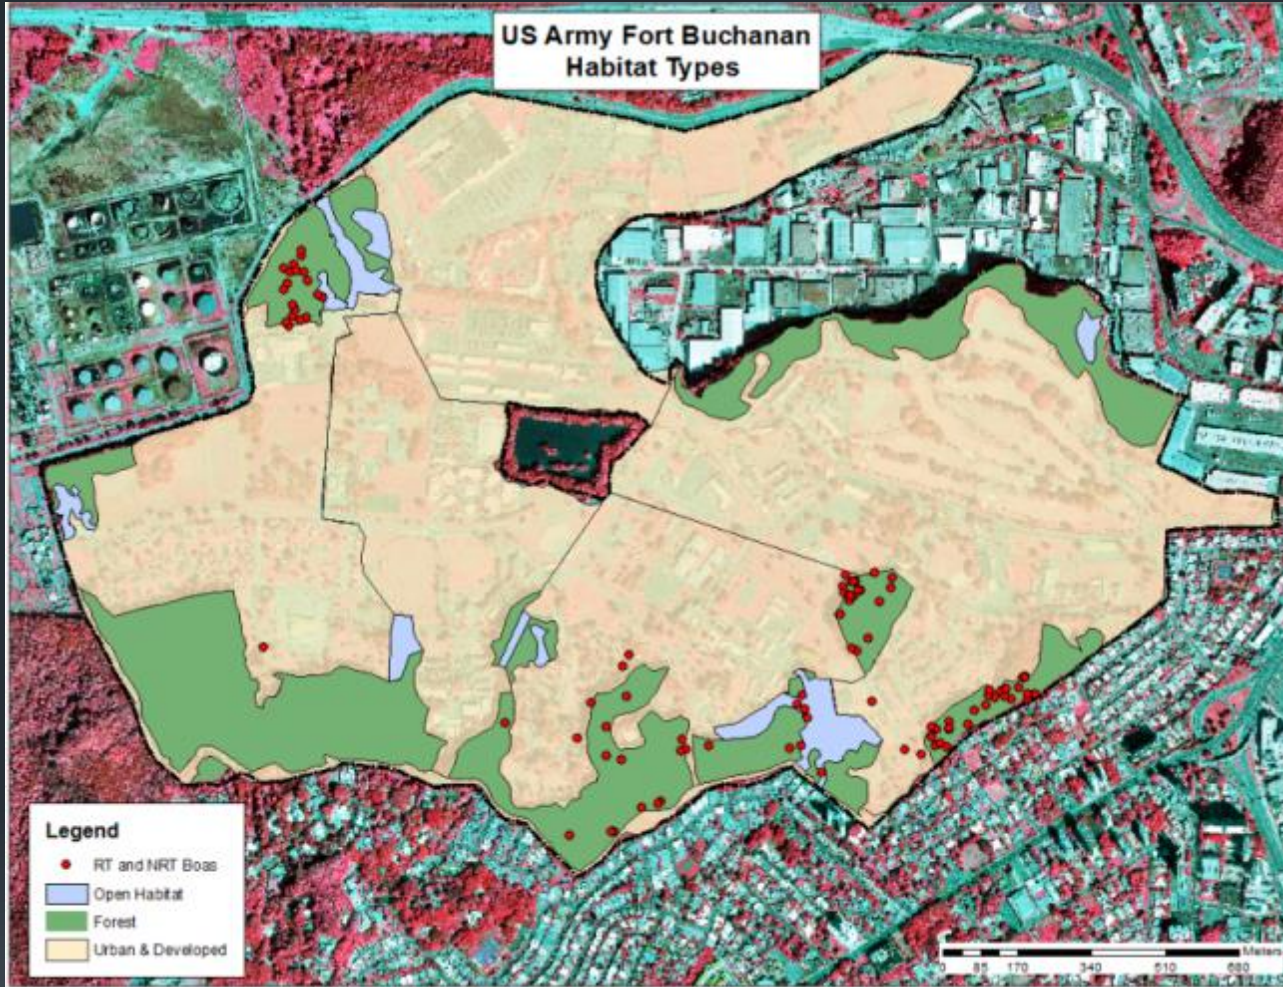 US Army Fort Buchanan
Habitat Types
Legend
RT and NRT Boas
Open Habitat
Forest
Urban & Developed
Meters
0 85 170 340 510 680